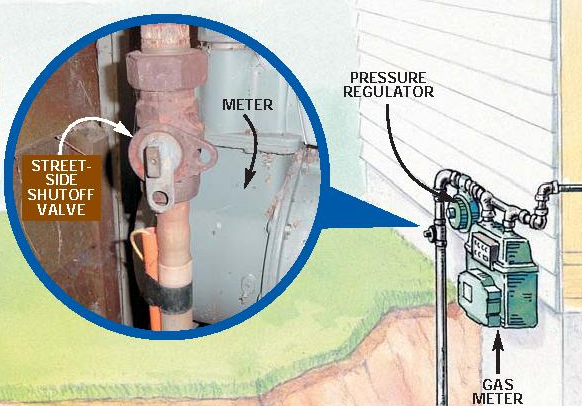 METER
STREET-
SIDE
SHUTOFF
VALVE
PRESSURE
REGULATOR
GAS
METER